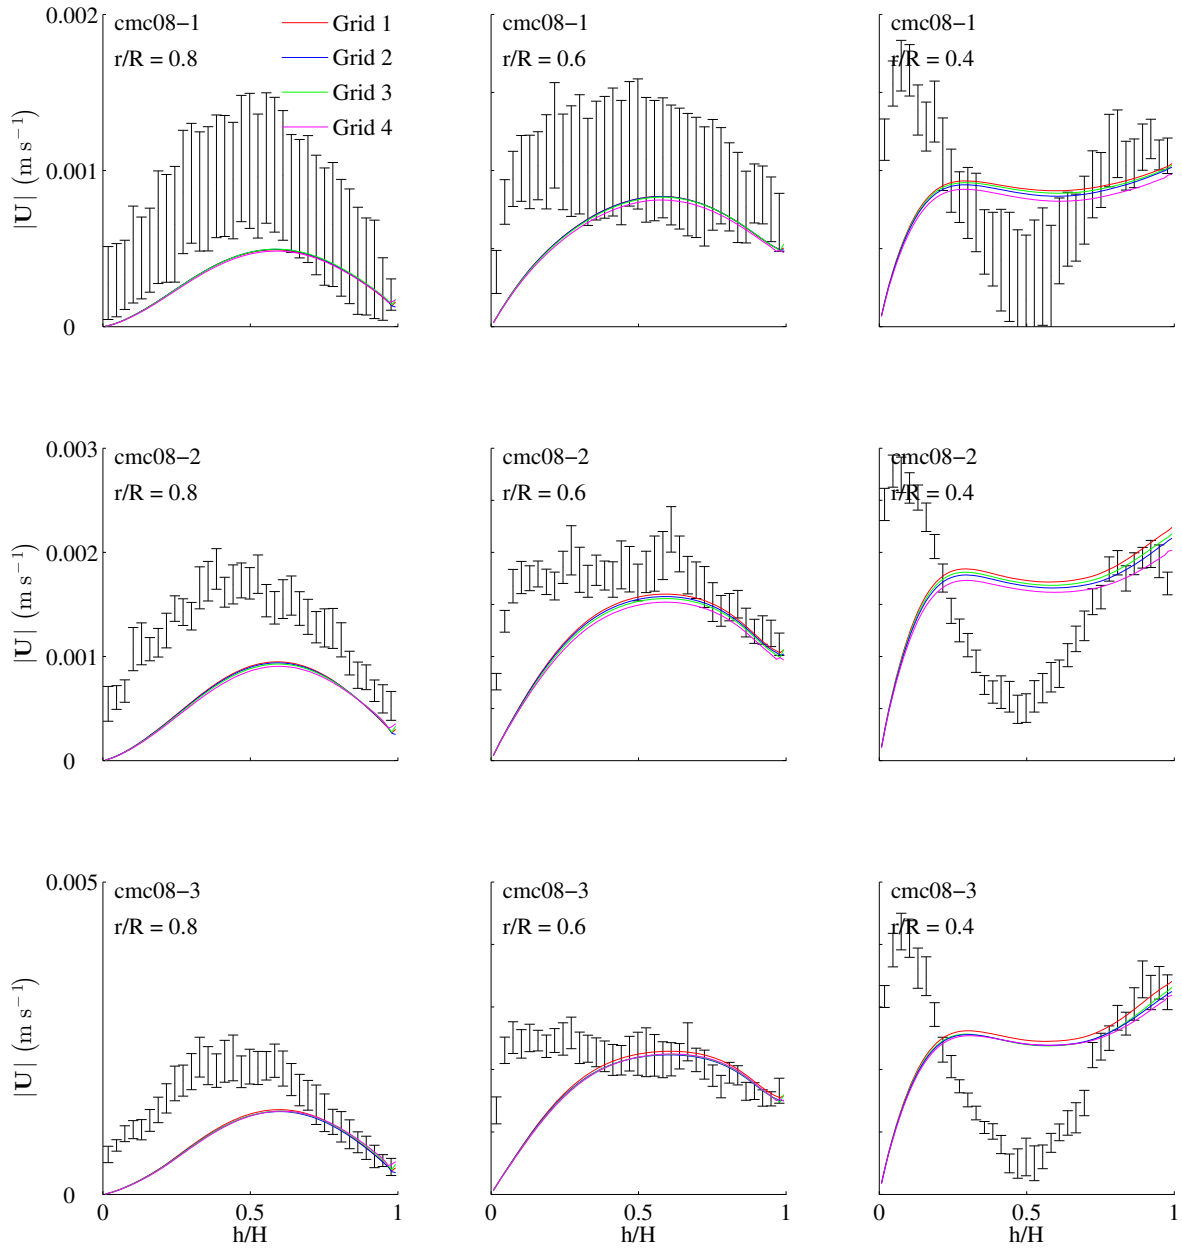 0.002
cmc08−1
r/R = 0.8
Grid 1
Grid 2
Grid 3
Grid 4
cmc08−1
r/R = 0.6
cmc08−1
r/R = 0.4
|U| (m s⁻¹)
0.001
0
0.003
cmc08−2
r/R = 0.8
cmc08−2
r/R = 0.6
cmc08−2
r/R = 0.4
0.002
|U| (m s⁻¹)
0.001
0
0 0.5 1
0 0.5 1
0 0.5 1
0.005
cmc08−3
r/R = 0.8
cmc08−3
r/R = 0.6
cmc08−3
r/R = 0.4
|U| (m s⁻¹)
0
h/H
h/H
h/H